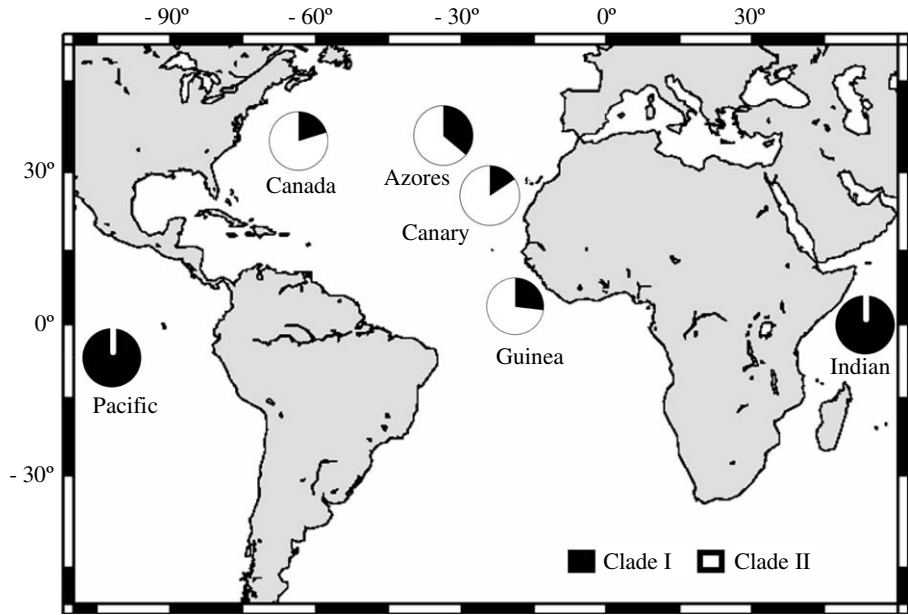 - 90º - 60º - 30º 0º 30º
30º
Canada
Azores
Canary
0º
Guinea
Indian
Pacific
- 30º
Clade I Clade II